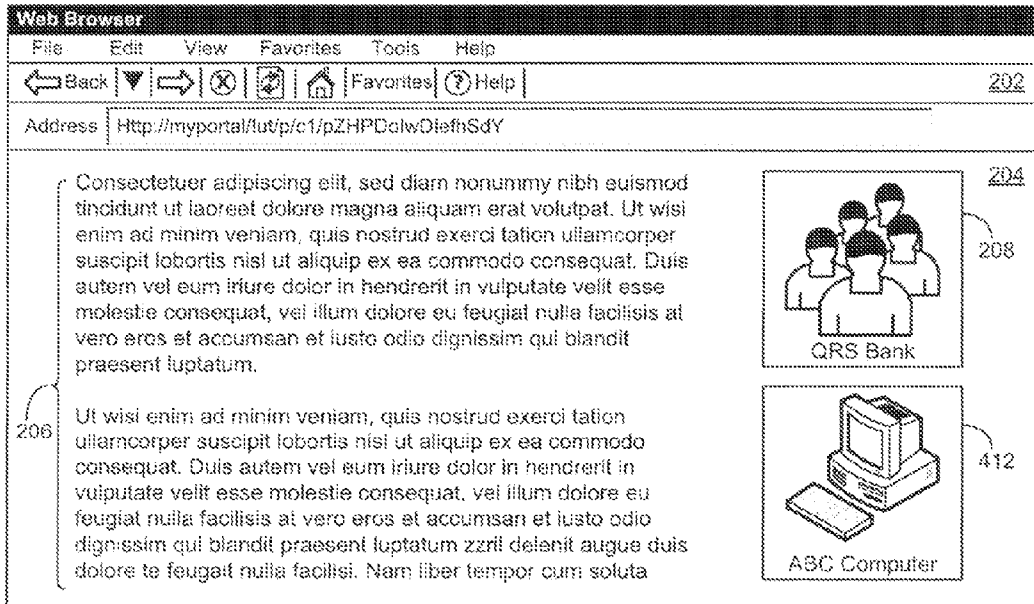 Web Browser
File Edit View Favorites Tools Help
Back Favorites Help 202
Address Http://myportal/lut/p/c1/pZHPDolwDIefhSdY
204
Consectetuer adipiscing elit, sed diam nonummy nibh euismod
tincidunt ut laoreet dolore magna aliquam erat volutpat. Ut wisi
enim ad minim veniam, quis nostrud exerci tation ullamcorper
suscipit lobortis nisl ut aliquip ex ea commodo consequat. Duis
autem vel eum iriure dolor in hendrerit in vulputate velit esse
molestie consequat, vel illum dolore eu feugiat nulla facilisis at
vero eros et accumsan et iusto odio dignissim qui blandit
praesent luptatum.
206
Ut wisi enim ad minim veniam, quis nostrud exerci tation
ullamcorper suscipit lobortis nisl ut aliquip ex ea commodo
consequat. Duis autem vel eum iriure dolor in hendrerit in
vulputate velit esse molestie consequat, vel illum dolore eu
feugiat nulla facilisis at vero eros et accumsan et iusto odio
dignissim qui blandit praesent luptatum zzril delenit augue duis
dolore te feugait nulla facilisi. Nam liber tempor cum soluta
QRS Bank
208
ABC Computer
412